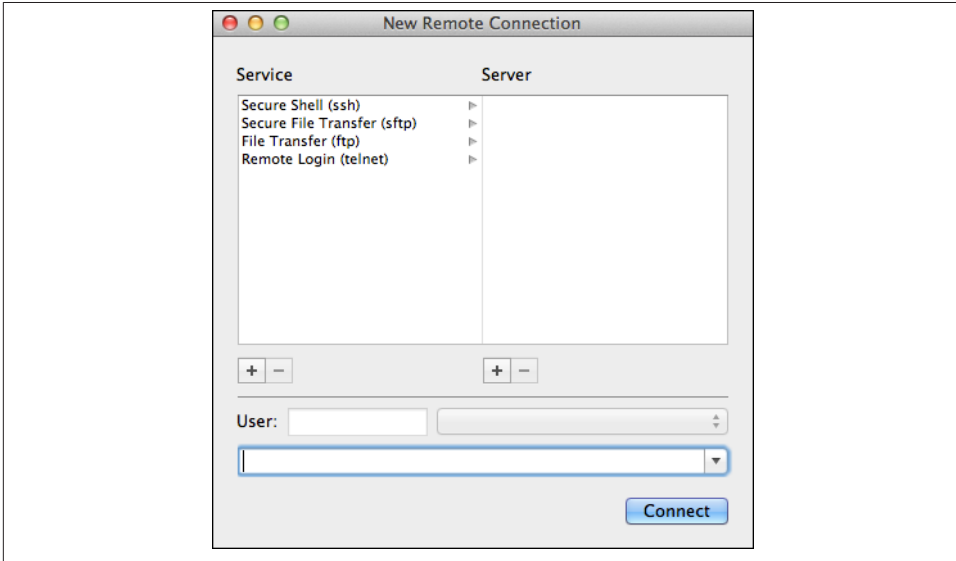 New Remote Connection
Service
Server
Secure Shell (ssh)
Secure File Transfer (sftp)
File Transfer (ftp)
Remote Login (telnet)
+ −
+ −
User:
Connect